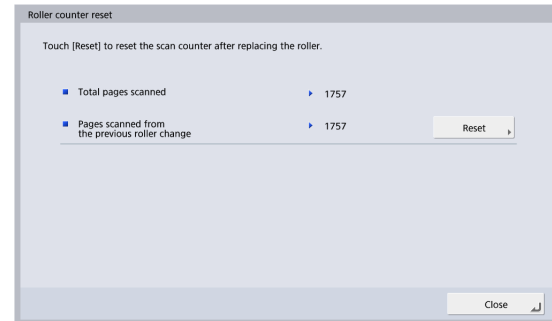 Roller counter reset
Touch [Reset] to reset the scan counter after replacing the roller.
Total pages scanned 1757
Pages scanned from
the previous roller change 1757 Reset
Close